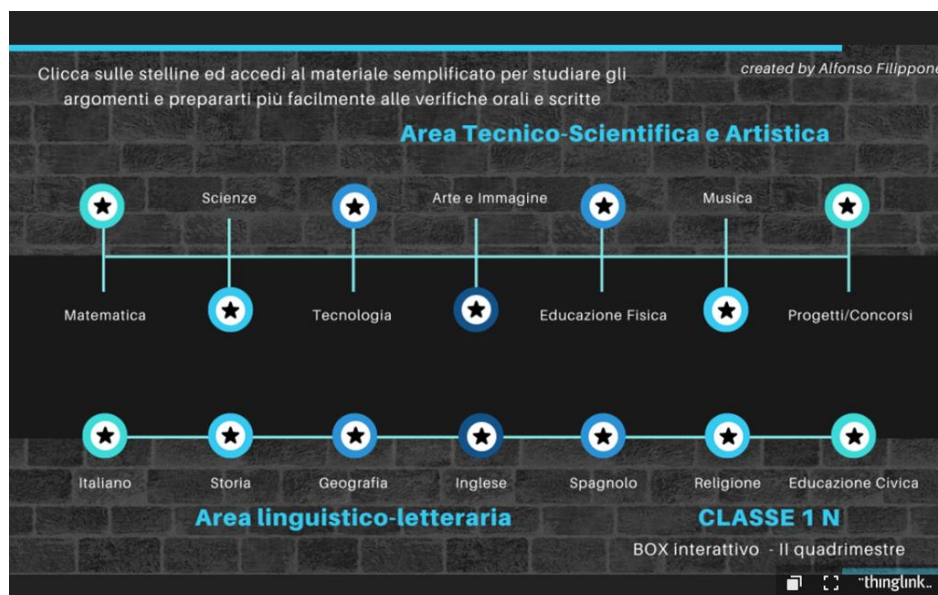 Clicca sulle stelline ed accedi al materiale semplificato per studiare gli
argomenti e prepararti più facilmente alle verifiche orali e scritte
created by Alfonso Filippone
Area Tecnico-Scientifica e Artistica
Scienze
Arte e Immagine
Musica
Matematica
Tecnologia
Educazione Fisica
Progetti/Concorsi
Italiano
Storia
Geografia
Inglese
Spagnolo
Religione
Educazione Civica
Area linguistico-letteraria
CLASSE 1 N
BOX interattivo - II quadrimestre
thinglink..